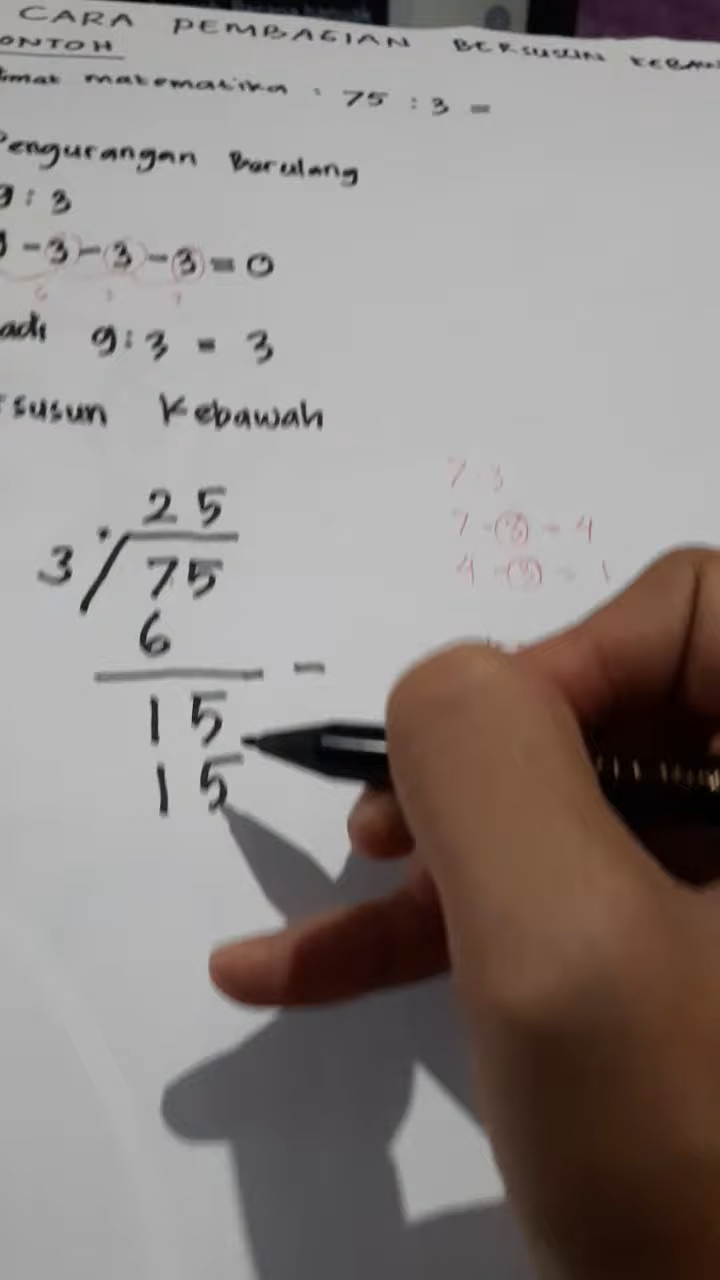 CARA PEMBAGIAN BERSUSUN
ONTOH
matematika : 75 : 3 =
Pengurangan Berulang
9 : 3
- 3 - 3 - 3 = 0
9 : 3 = 3
susun Kebawah
25
3 75
6
-
15
15
7 : 3
7 - 3 = 4
4 - 3 = 1